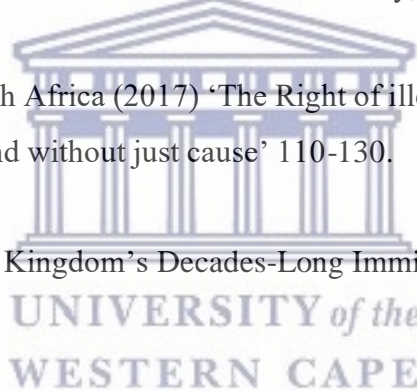 h Africa (2017) ‘The Right of ille
nd without just cause’ 110-130.
Kingdom’s Decades-Long Immi
UNIVERSITY of the
WESTERN CAPE